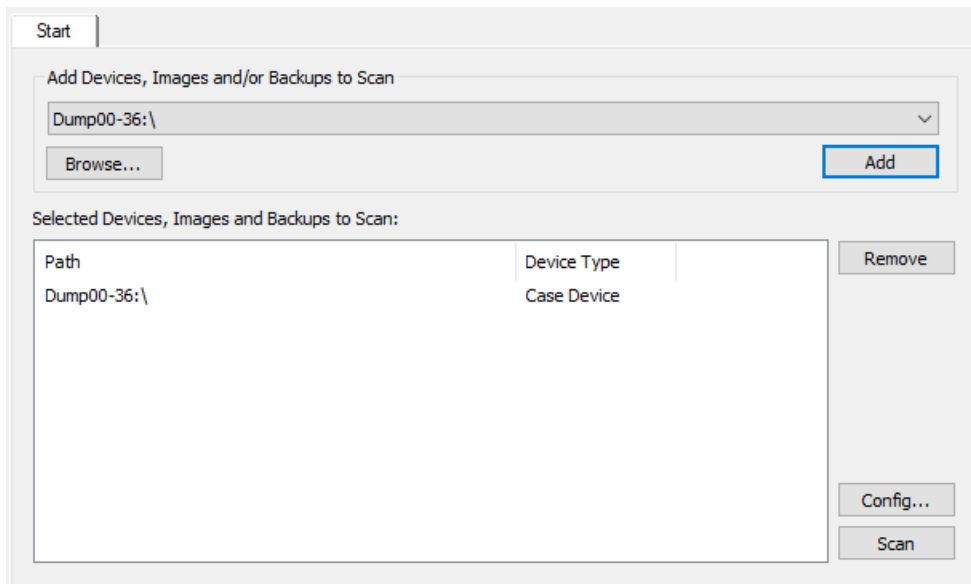 Start
Add Devices, Images and/or Backups to Scan
Dump00-36:\
Browse...
Add
Selected Devices, Images and Backups to Scan:
Path Device Type
Remove
Dump00-36:\ Case Device
Config...
Scan